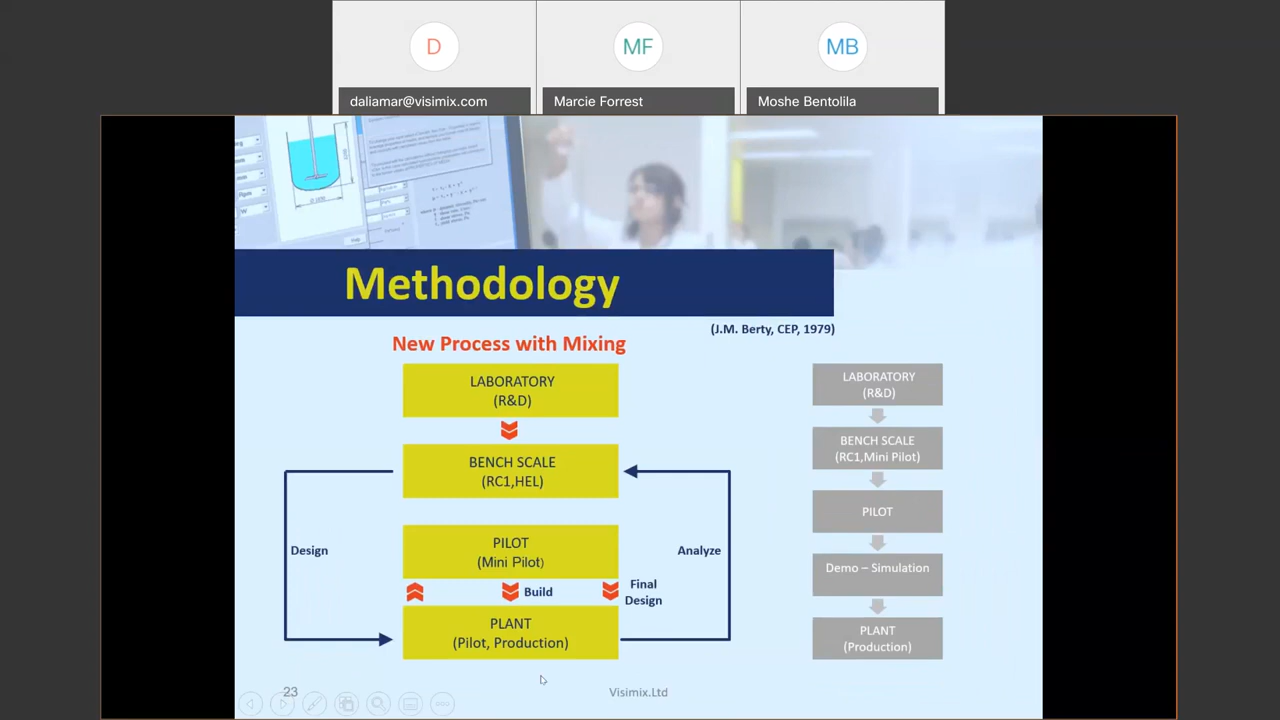 D
MF
MB
daliamar@visimix.com
Marcie Forrest
Moshe Bentolila
Methodology
(J.M. Berty, CEP, 1979)
New Process with Mixing
LABORATORY
(R&D)
BENCH SCALE
(RC1,HEL)
PILOT
(Mini Pilot)
Design
Analyze
Build
Final
Design
PLANT
(Pilot, Production)
LABORATORY
(R&D)
BENCH SCALE
(RC1,Mini Pilot)
PILOT
Demo – Simulation
PLANT
(Production)
23
Visimix.Ltd